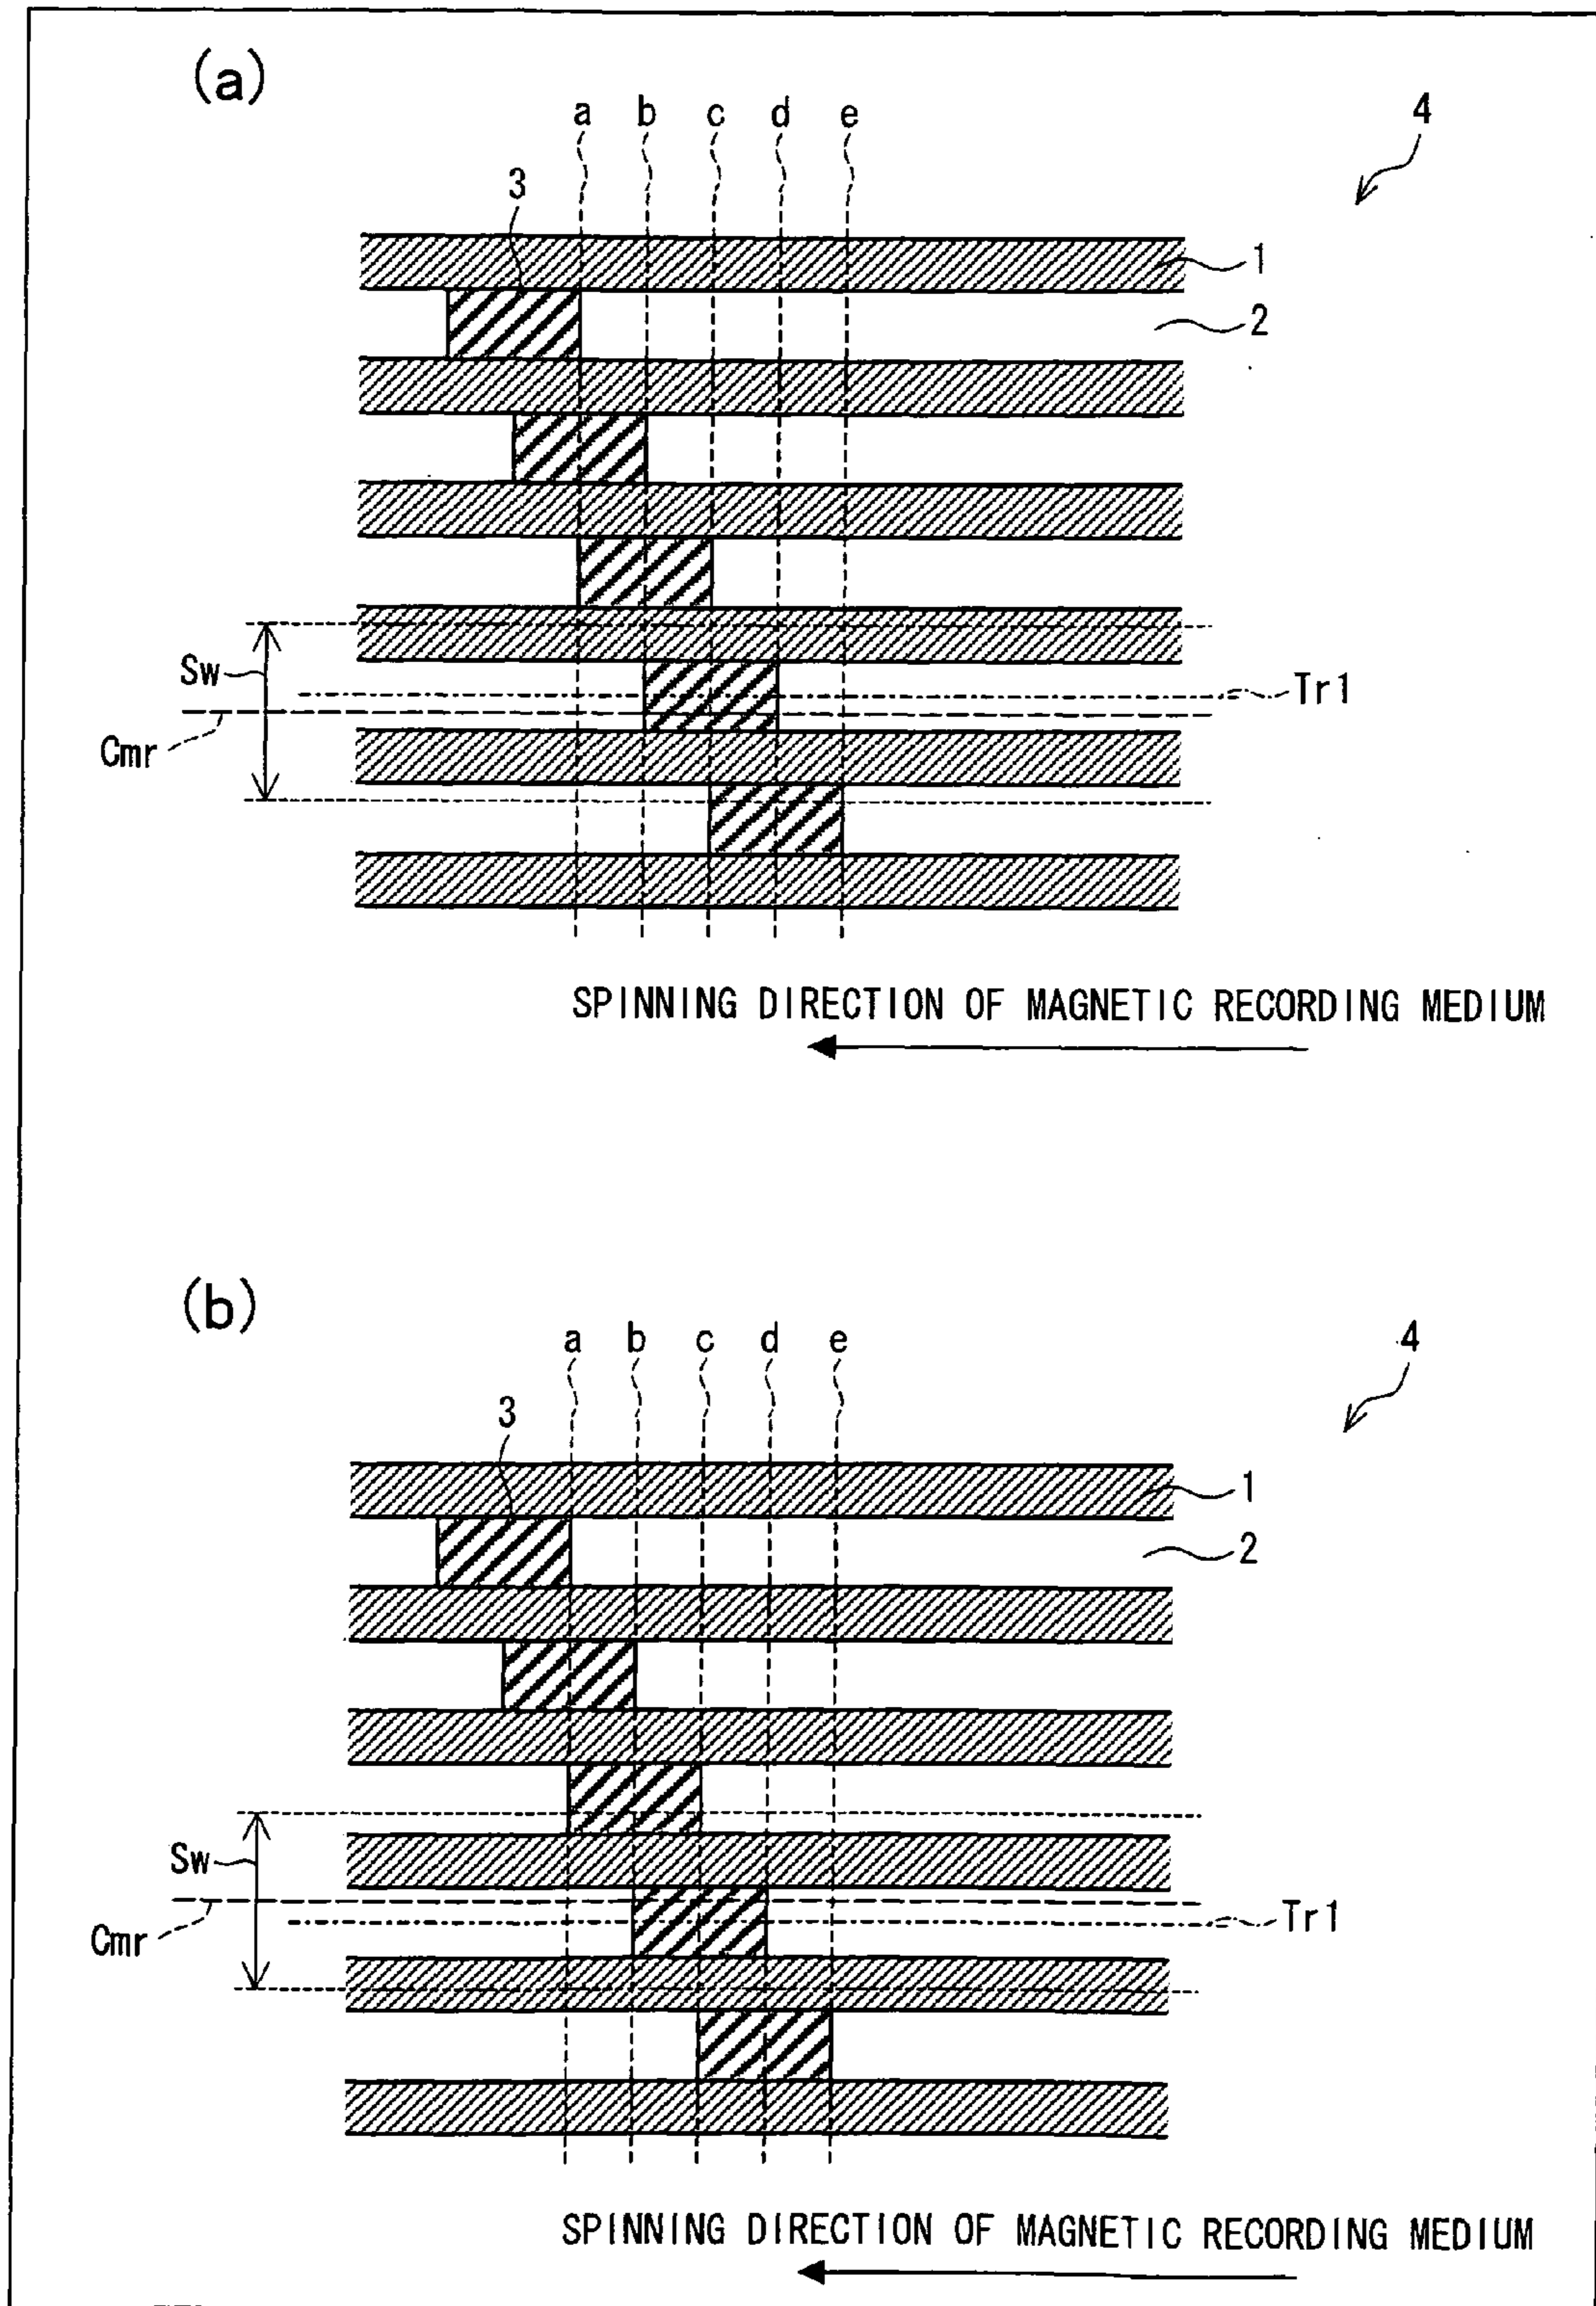 (a)
a b c d e
4
3
1
2
Sw
Tr1
Cmr
SPINNING DIRECTION OF MAGNETIC RECORDING MEDIUM
(b)
a b c d e
4
3
1
2
Sw
Cmr
Tr1
SPINNING DIRECTION OF MAGNETIC RECORDING MEDIUM